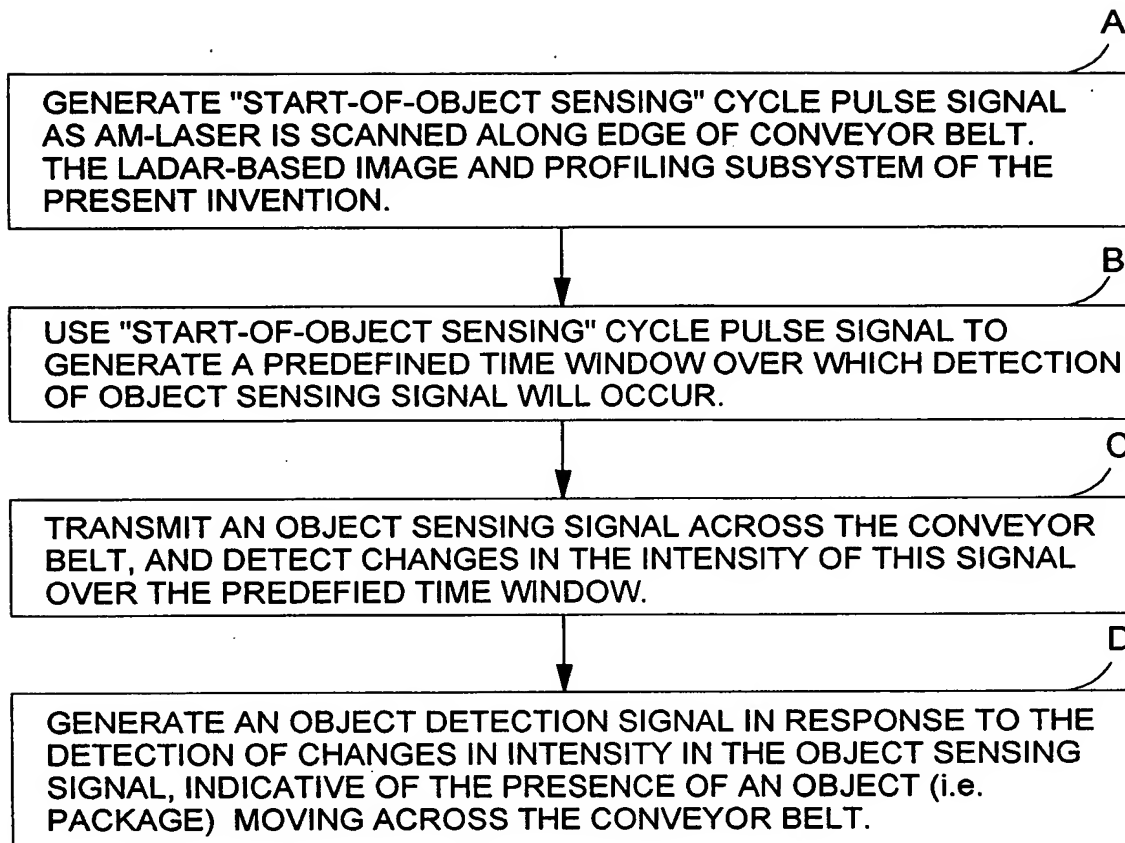 A
GENERATE "START-OF-OBJECT SENSING" CYCLE PULSE SIGNAL
AS AM-LASER IS SCANNED ALONG EDGE OF CONVEYOR BELT.
THE LADAR-BASED IMAGE AND PROFILING SUBSYSTEM OF THE
PRESENT INVENTION.
B
USE "START-OF-OBJECT SENSING" CYCLE PULSE SIGNAL TO
GENERATE A PREDEFINED TIME WINDOW OVER WHICH DETECTION
OF OBJECT SENSING SIGNAL WILL OCCUR.
C
TRANSMIT AN OBJECT SENSING SIGNAL ACROSS THE CONVEYOR
BELT, AND DETECT CHANGES IN THE INTENSITY OF THIS SIGNAL
OVER THE PREDEFIED TIME WINDOW.
D
GENERATE AN OBJECT DETECTION SIGNAL IN RESPONSE TO THE
DETECTION OF CHANGES IN INTENSITY IN THE OBJECT SENSING
SIGNAL, INDICATIVE OF THE PRESENCE OF AN OBJECT (i.e.
PACKAGE) MOVING ACROSS THE CONVEYOR BELT.